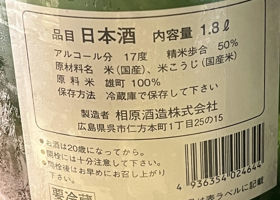 品目 日本酒 内容量 1.8ℓ
アルコール分 17度 精米歩合 50%
原材料名 米(国産)、米こうじ(国産米)
原料米 雄町 100%
保存方法 冷蔵庫で保存して下さい
製造者 相原酒造株式会社
広島県呉市仁方本町1丁目25の15
●お酒は20歳になってから。
●開栓には十分注意して下さい。
●開栓後はお早めにお召し上がり下さい。
要冷蔵
4 936354 024644